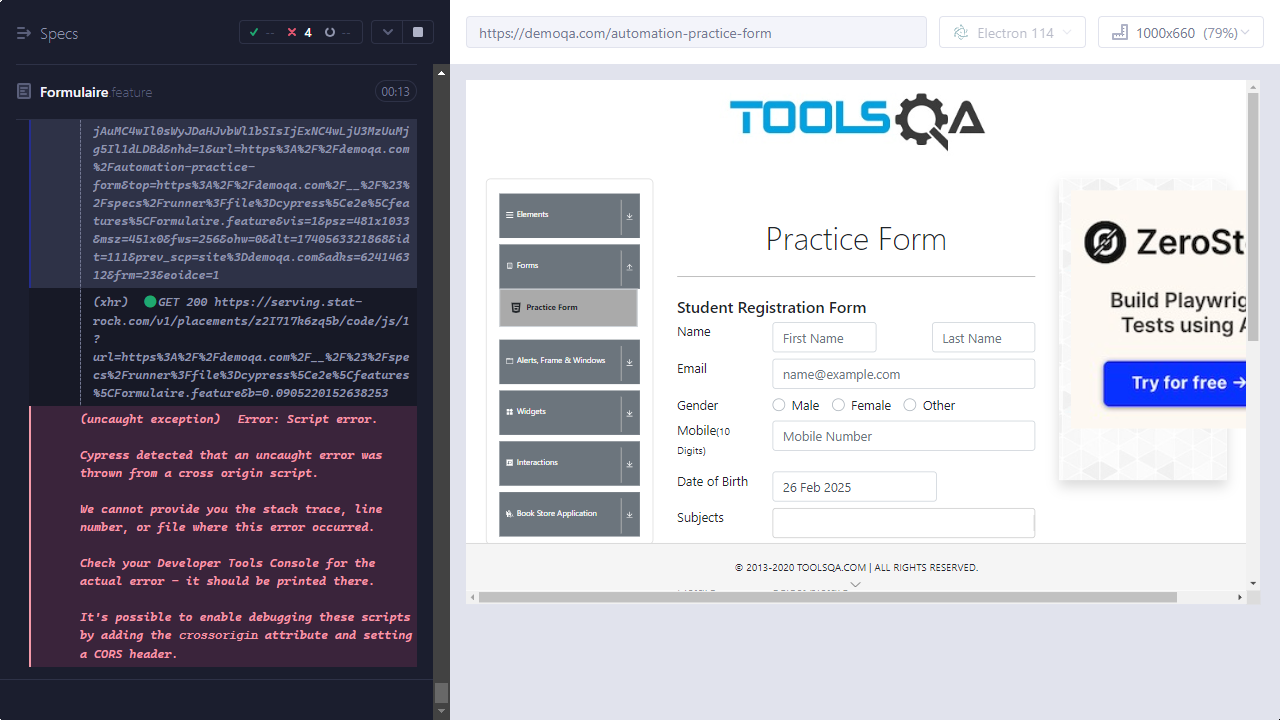 Specs
-- 4 --
Formulaire feature
00:13
jAuMC4wIl0sWyJDaHJvbWl1bSIsIjExNC4wLjU3MzUuMj
g5Il1dLDBd&nhd=1&url=https%3A%2F%2Fdemoqa.com
%2Fautomation-practice-
form&top=https%3A%2F%2Fdemoqa.com%2F__%2F%23%
2Fspecs%2Frunner%3Ffile%3Dcypress%5Ce2e%5Cfea
tures%5CFormulaire.feature&vis=1&psz=481x1033
&msz=451x0&fws=256&ohw=0&dlt=1740563321868&id
t=111&prev_scp=site%3Ddemoqa.com&adks=6241463
12&frm=23&eoidce=1
(xhr) GET 200 https://serving.stat-
rock.com/v1/placements/z2I717k6zq5b/code/js/1
?
url=https%3A%2F%2Fdemoqa.com%2F__%2F%23%2Fspe
cs%2Frunner%3Ffile%3Dcypress%5Ce2e%5Cfeatures
%5CFormulaire.feature&b=0.0905220152638253
(uncaught exception) Error: Script error.
Cypress detected that an uncaught error was
thrown from a cross origin script.
We cannot provide you the stack trace, line
number, or file where this error occurred.
Check your Developer Tools Console for the
actual error - it should be printed there.
It's possible to enable debugging these scripts
by adding the crossorigin attribute and setting
a CORS header.
https://demoqa.com/automation-practice-form
Electron 114
1000x660 (79%)
TOOLSQA
Elements
Forms
Practice Form
Alerts, Frame & Windows
Widgets
Interactions
Book Store Application
Practice Form
Student Registration Form
Name
First Name
Last Name
Email
name@example.com
Gender
Male
Female
Other
Mobile(10
Digits)
Mobile Number
Date of Birth
26 Feb 2025
Subjects
ZeroSt
Build Playwrig
Tests using A
Try for free →
© 2013-2020 TOOLSQA.COM | ALL RIGHTS RESERVED.